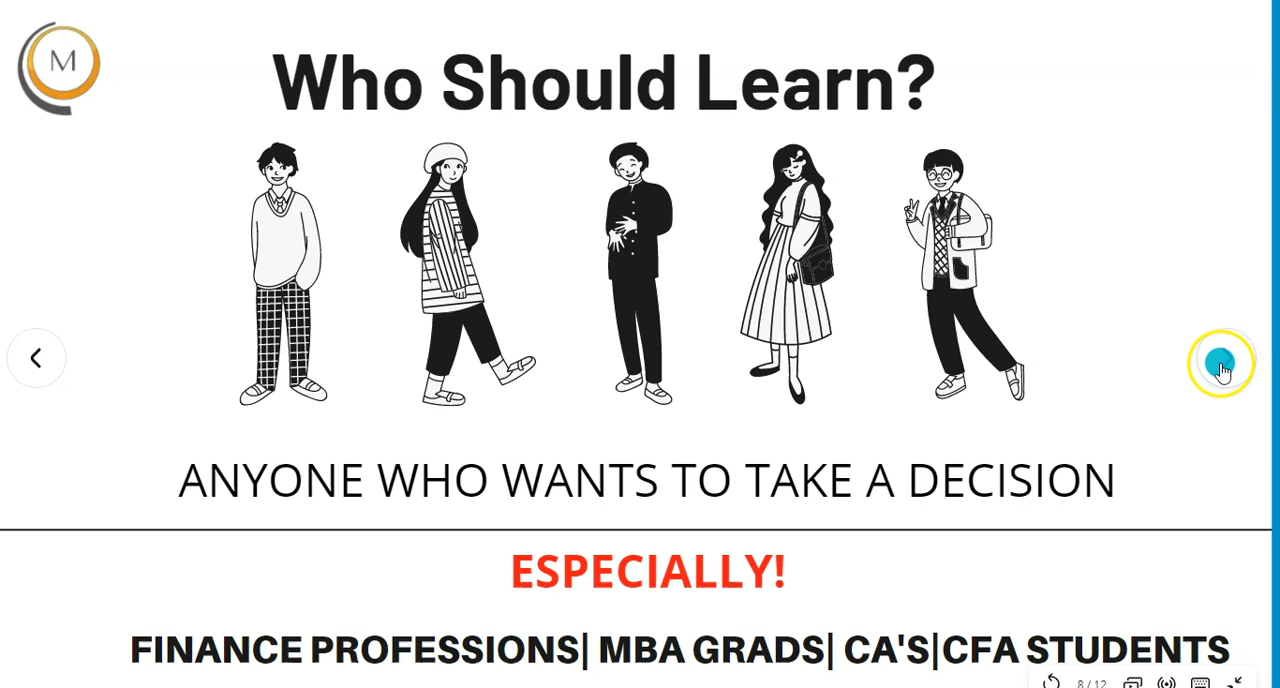 M
Who Should Learn?
ANYONE WHO WANTS TO TAKE A DECISION
ESPECIALLY!
FINANCE PROFESSIONS| MBA GRADS| CA'S|CFA STUDENTS
8/12